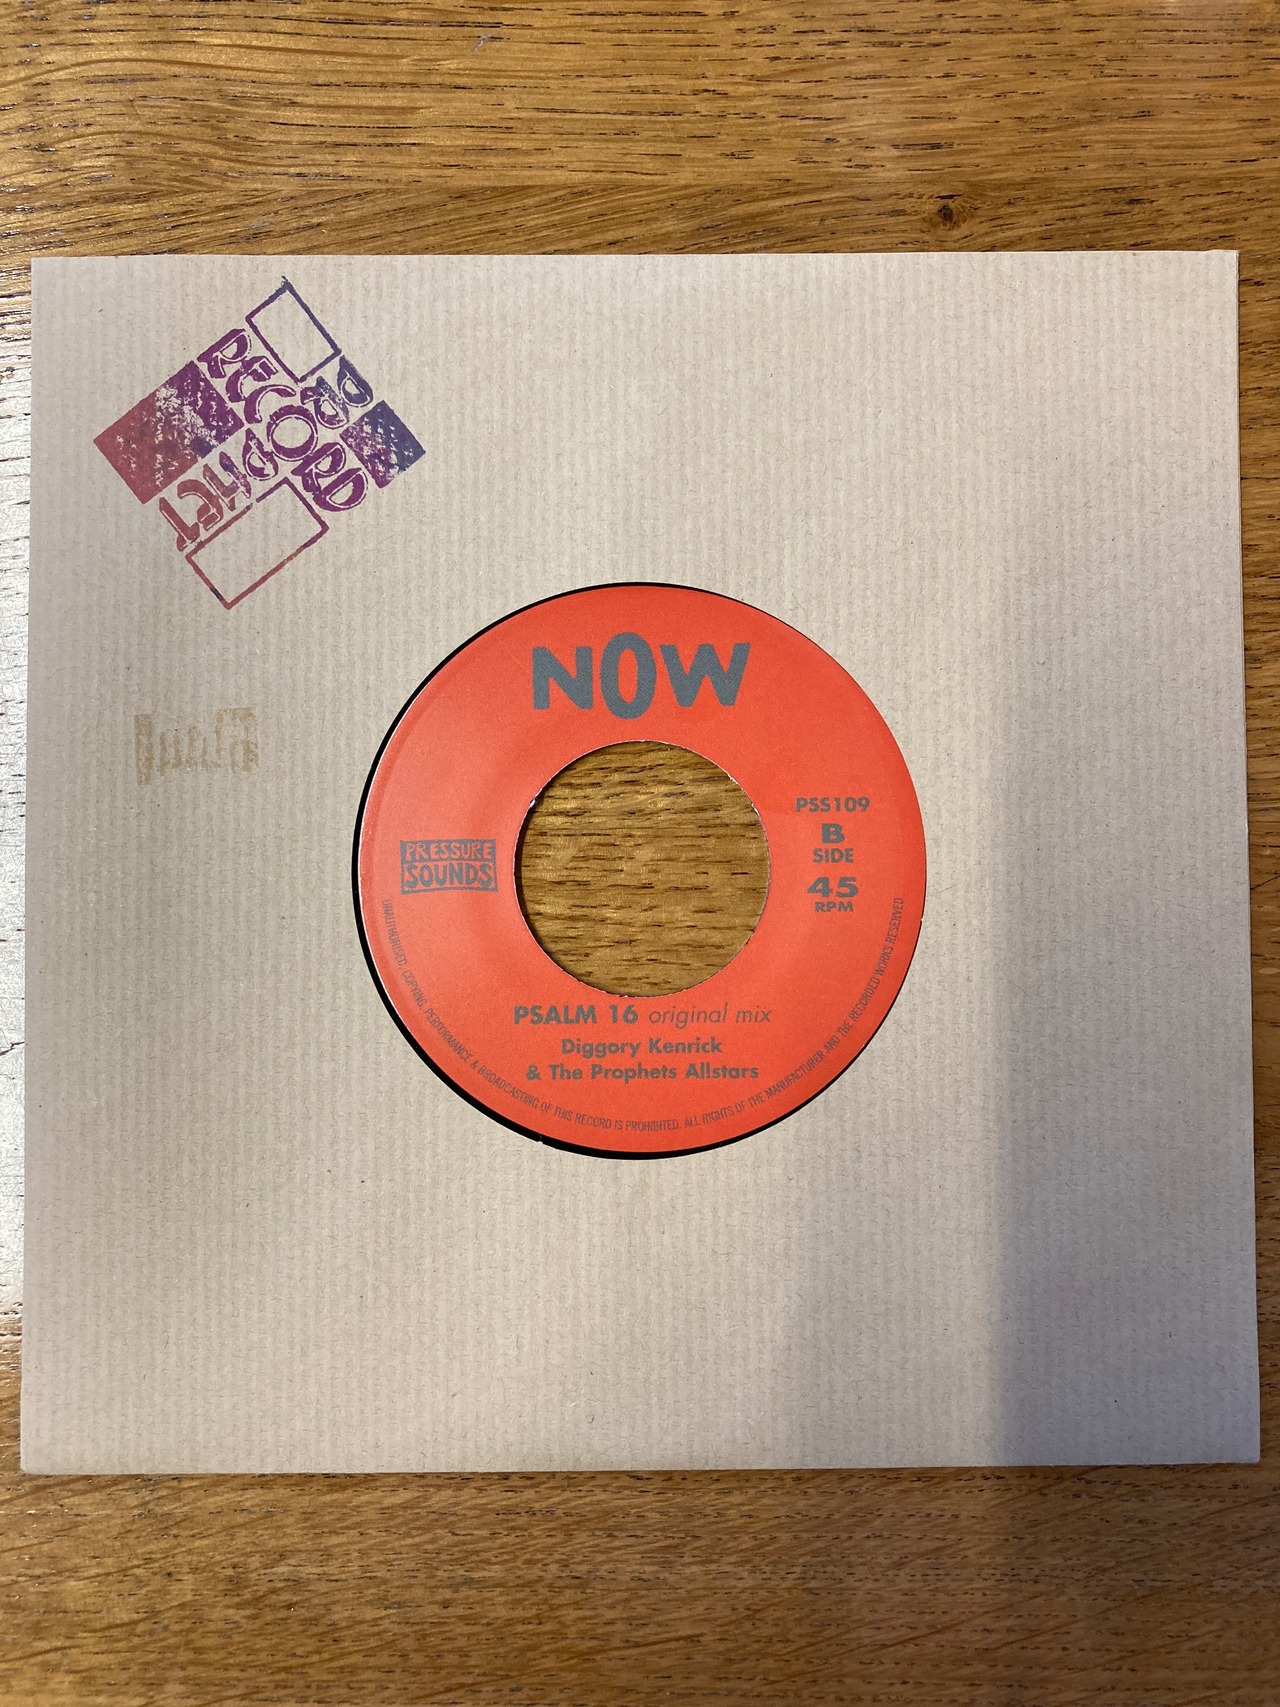 RECORD
NOW
PSS109
B
SIDE
45
RPM
PRESSURE
SOUNDS
PSALM 16 original mix
Diggory Kenrick
& The Prophets Allstars
UNAUTHORISED, COPYING, PERFORMANCE & BROADCASTING OF THIS RECORD IS PROHIBITED. ALL RIGHTS OF THE MANUFACTURER AND THE RECORDED WORKS RESERVED